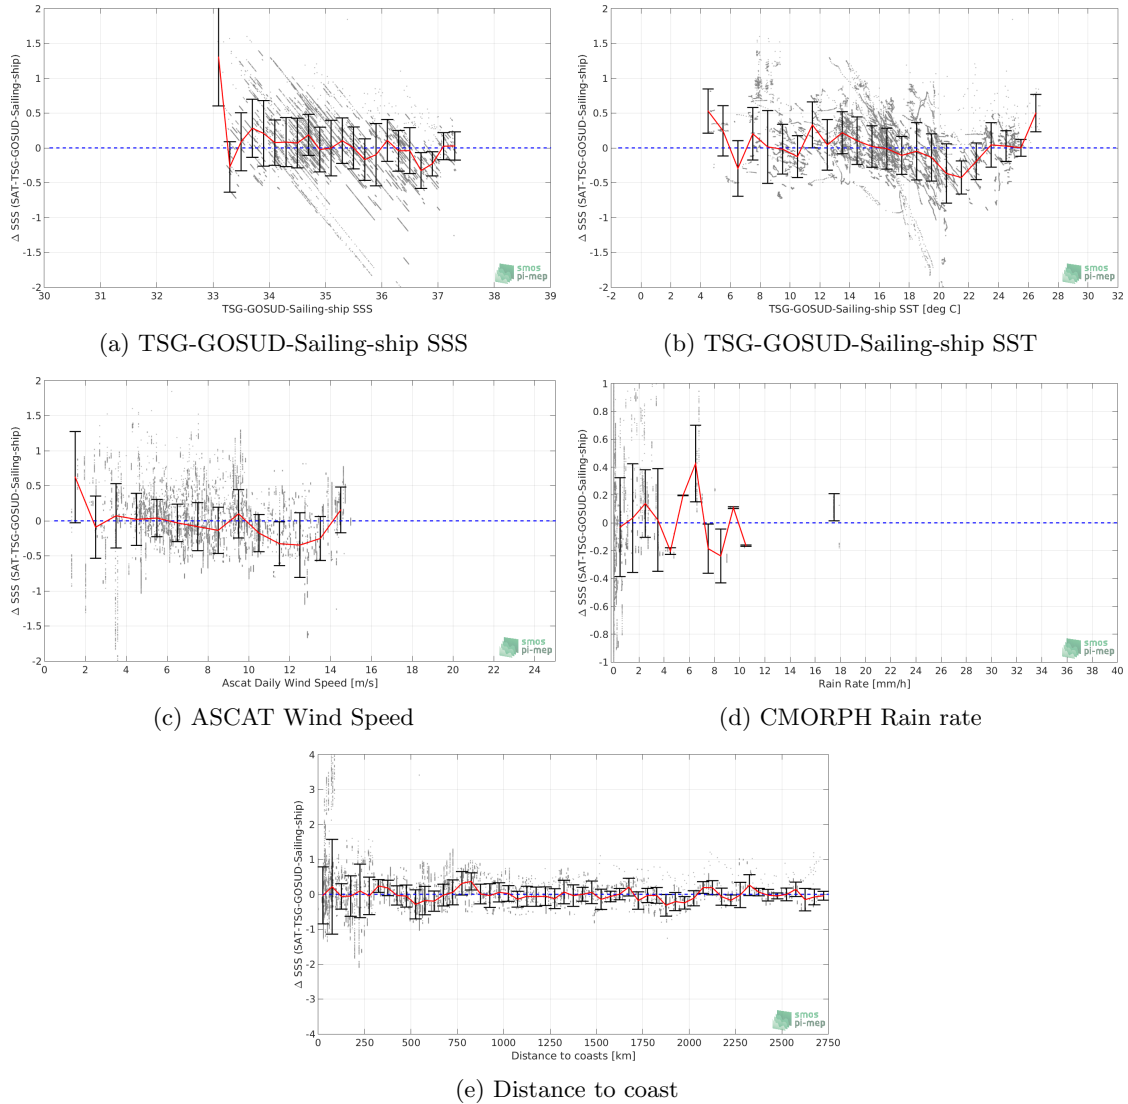 Δ SSS (SAT-TSG-GOSUD-Sailing-ship)
2
1.5
1
0.5
0
-0.5
-1
-1.5
-2
30 31 32 33 34 35 36 37 38 39
TSG-GOSUD-Sailing-ship SSS
smos
pi-mep
(a) TSG-GOSUD-Sailing-ship SSS
Δ SSS (SAT-TSG-GOSUD-Sailing-ship)
2
1.5
1
0.5
0
-0.5
-1
-1.5
-2
-2 0 2 4 6 8 10 12 14 16 18 20 22 24 26 28 30 32
TSG-GOSUD-Sailing-ship SST [deg C]
smos
pi-mep
(b) TSG-GOSUD-Sailing-ship SST
Δ SSS (SAT-TSG-GOSUD-Sailing-ship)
2
1.5
1
0.5
0
-0.5
-1
-1.5
-2
0 2 4 6 8 10 12 14 16 18 20 22 24
Ascat Daily Wind Speed [m/s]
smos
pi-mep
(c) ASCAT Wind Speed
Δ SSS (SAT-TSG-GOSUD-Sailing-ship)
1
0.8
0.6
0.4
0.2
0
-0.2
-0.4
-0.6
-0.8
-1
0 2 4 6 8 10 12 14 16 18 20 22 24 26 28 30 32 34 36 38 40
Rain Rate [mm/h]
smos
pi-mep
(d) CMORPH Rain rate
Δ SSS (SAT-TSG-GOSUD-Sailing-ship)
4
3
2
1
0
-1
-2
-3
-4
0 250 500 750 1000 1250 1500 1750 2000 2250 2500 2750
Distance to coasts [km]
smos
pi-mep
(e) Distance to coast